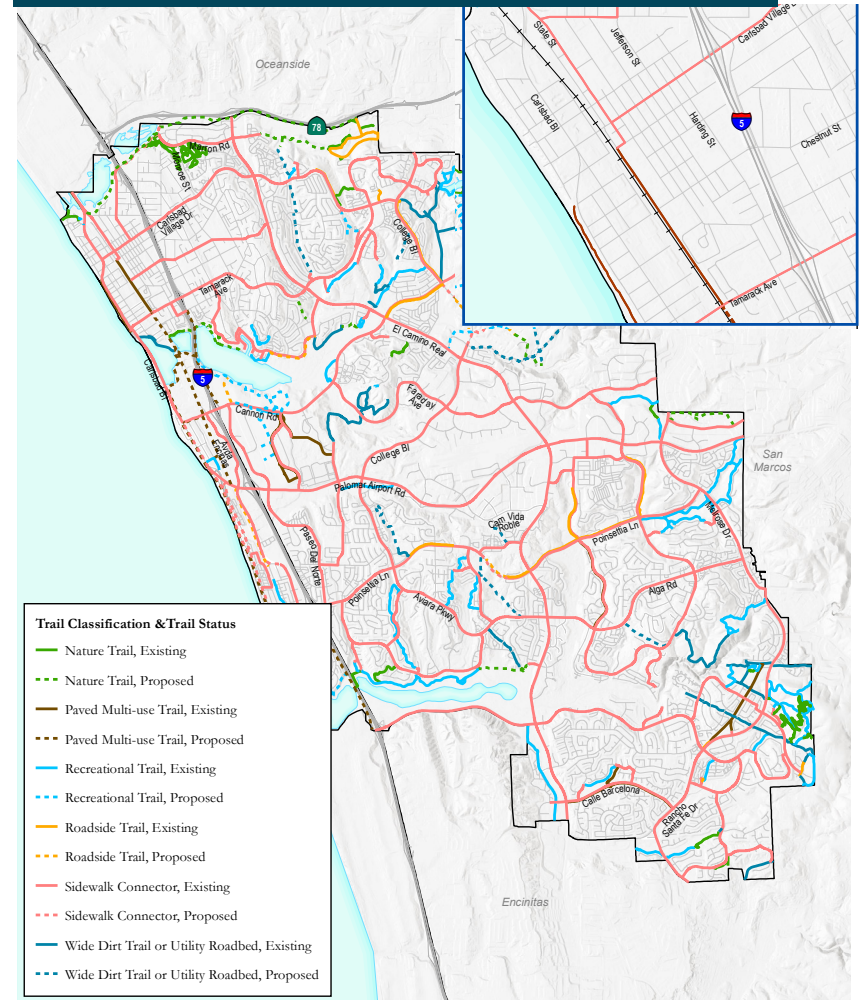 Oceanside
78
Marron Rd
Monroe St
Carlsbad
Village Dr
College Bl
Tamarack
Ave
El Camino Real
Carlsbad Bl
5
Faraday
Ave
Cannon Rd
Avda
College Bl
Palomar Airport Rd
San
Marcos
Melrose Dr
Cam Vida
Roble
Poinsettia Ln
Paseo
Del Norte
Poinsettia Ln
Aviara Pkwy
Alga Rd
Calle Barcelona
Rancho
Santa Fe Dr
Encinitas
State St
Jefferson St
Carlsbad Village
Carlsbad Bl
5
Harding St
Chestnut St
Tamarack Ave
Trail Classification &Trail Status
Nature Trail, Existing
Nature Trail, Proposed
Paved Multi-use Trail, Existing
Paved Multi-use Trail, Proposed
Recreational Trail, Existing
Recreational Trail, Proposed
Roadside Trail, Existing
Roadside Trail, Proposed
Sidewalk Connector, Existing
Sidewalk Connector, Proposed
Wide Dirt Trail or Utility Roadbed, Existing
Wide Dirt Trail or Utility Roadbed, Proposed